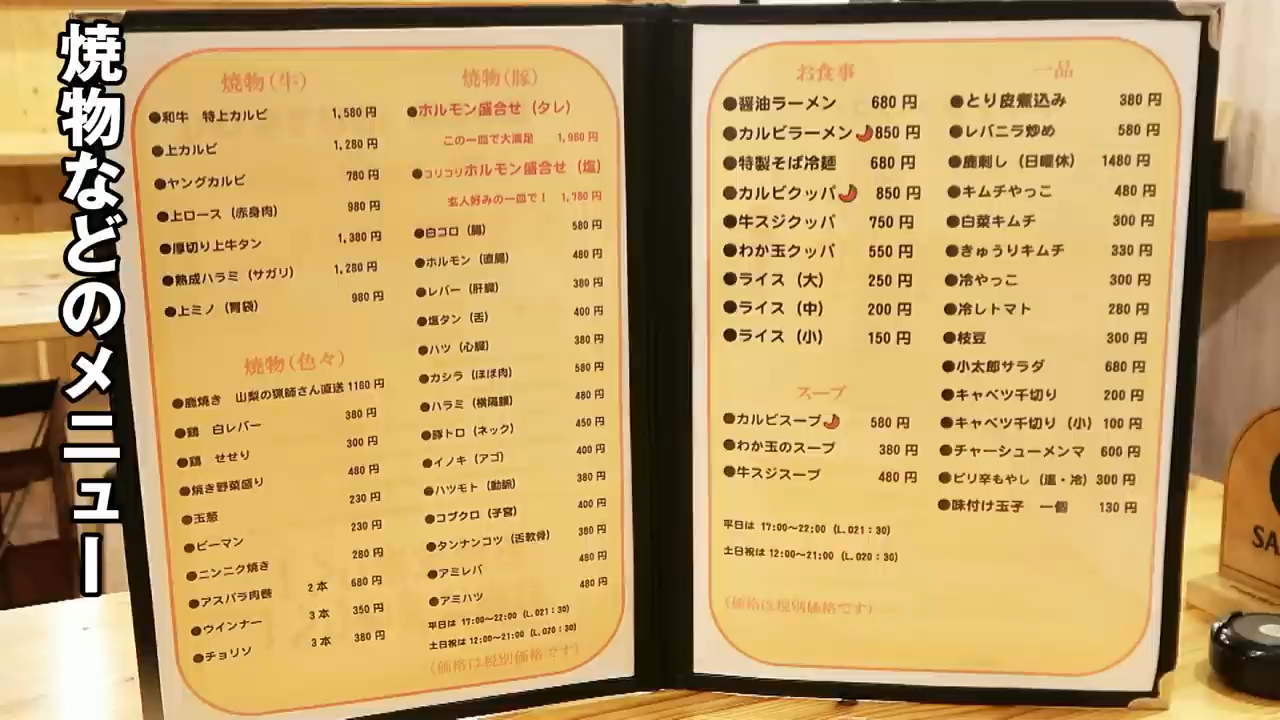 焼物などのメニュー
焼物(牛)
●和牛 特上カルビ 1,580円
●上カルビ 1,280円
●ヤングカルビ 780円
●上ロース(赤身肉) 980円
●厚切り上牛タン 1,380円
●熟成ハラミ(サガリ) 1,280円
●上ミノ(胃袋) 980円
焼物(色々)
●鹿焼き 山梨の猟師さん直送 1180円
●鶏 白レバー 380円
●鶏 せせり 300円
●焼き野菜盛り 480円
●玉葱 230円
●ピーマン 230円
●ニンニク焼き 280円
●アスパラ肉巻 2本 680円
●ウインナー 3本 350円
●チョリソ 3本 380円
焼物(豚)
●ホルモン盛合せ(タレ)
この一皿で大満足 1,980円
●コリコリホルモン盛合せ(塩)
玄人好みの一皿で! 1,780円
●白コロ(腸) 580円
●ホルモン(直腸) 480円
●レバー(肝臓) 380円
●塩タン(舌) 400円
●ハツ(心臓) 380円
●カシラ(ほほ肉) 580円
●ハラミ(横隔膜) 480円
●豚トロ(ネック) 450円
●イノキ(アゴ) 400円
●ハツモト(動脈) 380円
●コブクロ(子宮) 400円
●タンナンコツ(舌軟骨) 380円
●アミレバ 480円
●アミハツ 480円
平日は 17:00〜22:00 (L.O21:30)
土日祝は 12:00〜21:00 (L.O20:30)
(価格は税別価格です)
お食事
●醤油ラーメン 680円
●カルビラーメン 850円
●特製そば冷麺 680円
●カルビクッパ 850円
●牛スジクッパ 750円
●わか玉クッパ 550円
●ライス(大) 250円
●ライス(中) 200円
●ライス(小) 150円
スープ
●カルビスープ 580円
●わか玉のスープ 380円
●牛スジスープ 480円
平日は 17:00〜22:00 (L.O21:30)
土日祝は 12:00〜21:00 (L.O20:30)
(価格は税別価格です)
一品
●とり皮煮込み 380円
●レバニラ炒め 580円
●鹿刺し(日曜休) 1480円
●キムチやっこ 480円
●白菜キムチ 300円
●きゅうりキムチ 330円
●冷やっこ 300円
●冷しトマト 280円
●枝豆 300円
●小太郎サラダ 680円
●キャベツ千切り 200円
●キャベツ千切り(小) 100円
●チャーシューメンマ 600円
●ピリ辛もやし(温・冷) 300円
●味付け玉子 一個 130円
SA